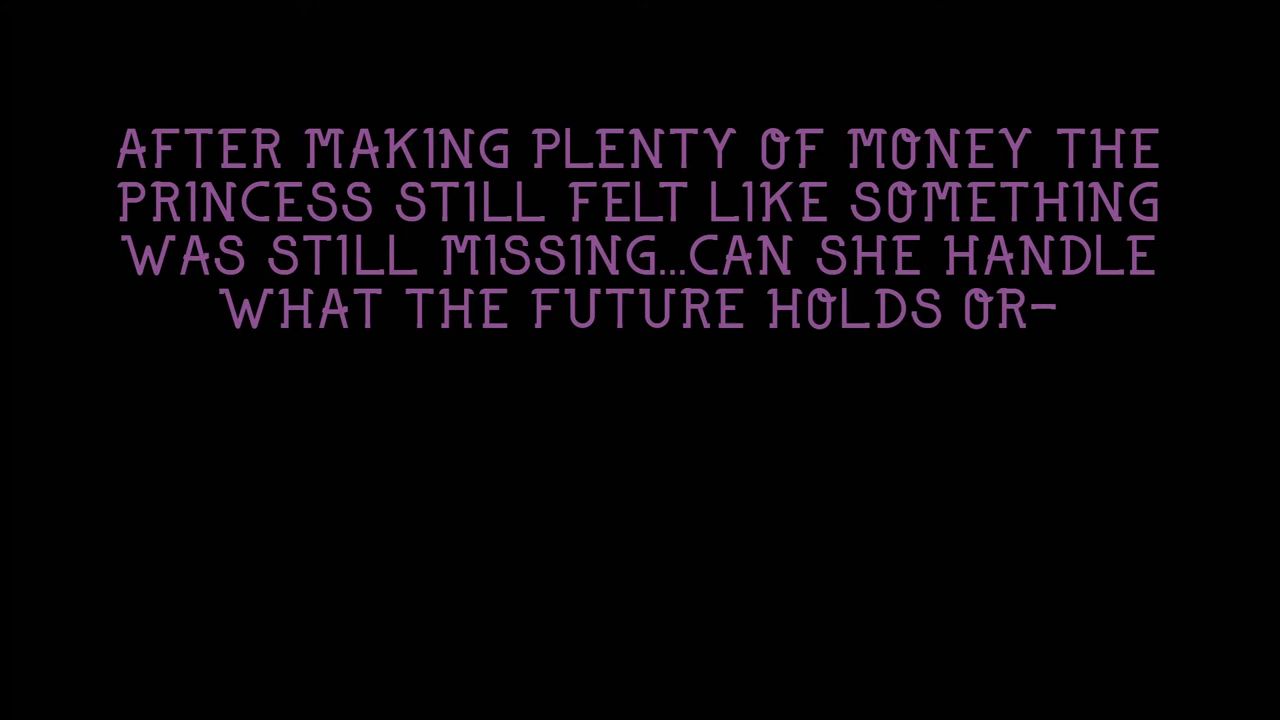 AFTER MAKING PLENTY OF MONEY THE
PRINCESS STILL FELT LIKE SOMETHING
WAS STILL MISSING...CAN SHE HANDLE
WHAT THE FUTURE HOLDS OR-